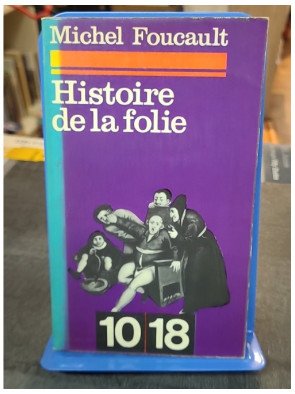 Michel Foucault
Histoire
de la folie
10 18